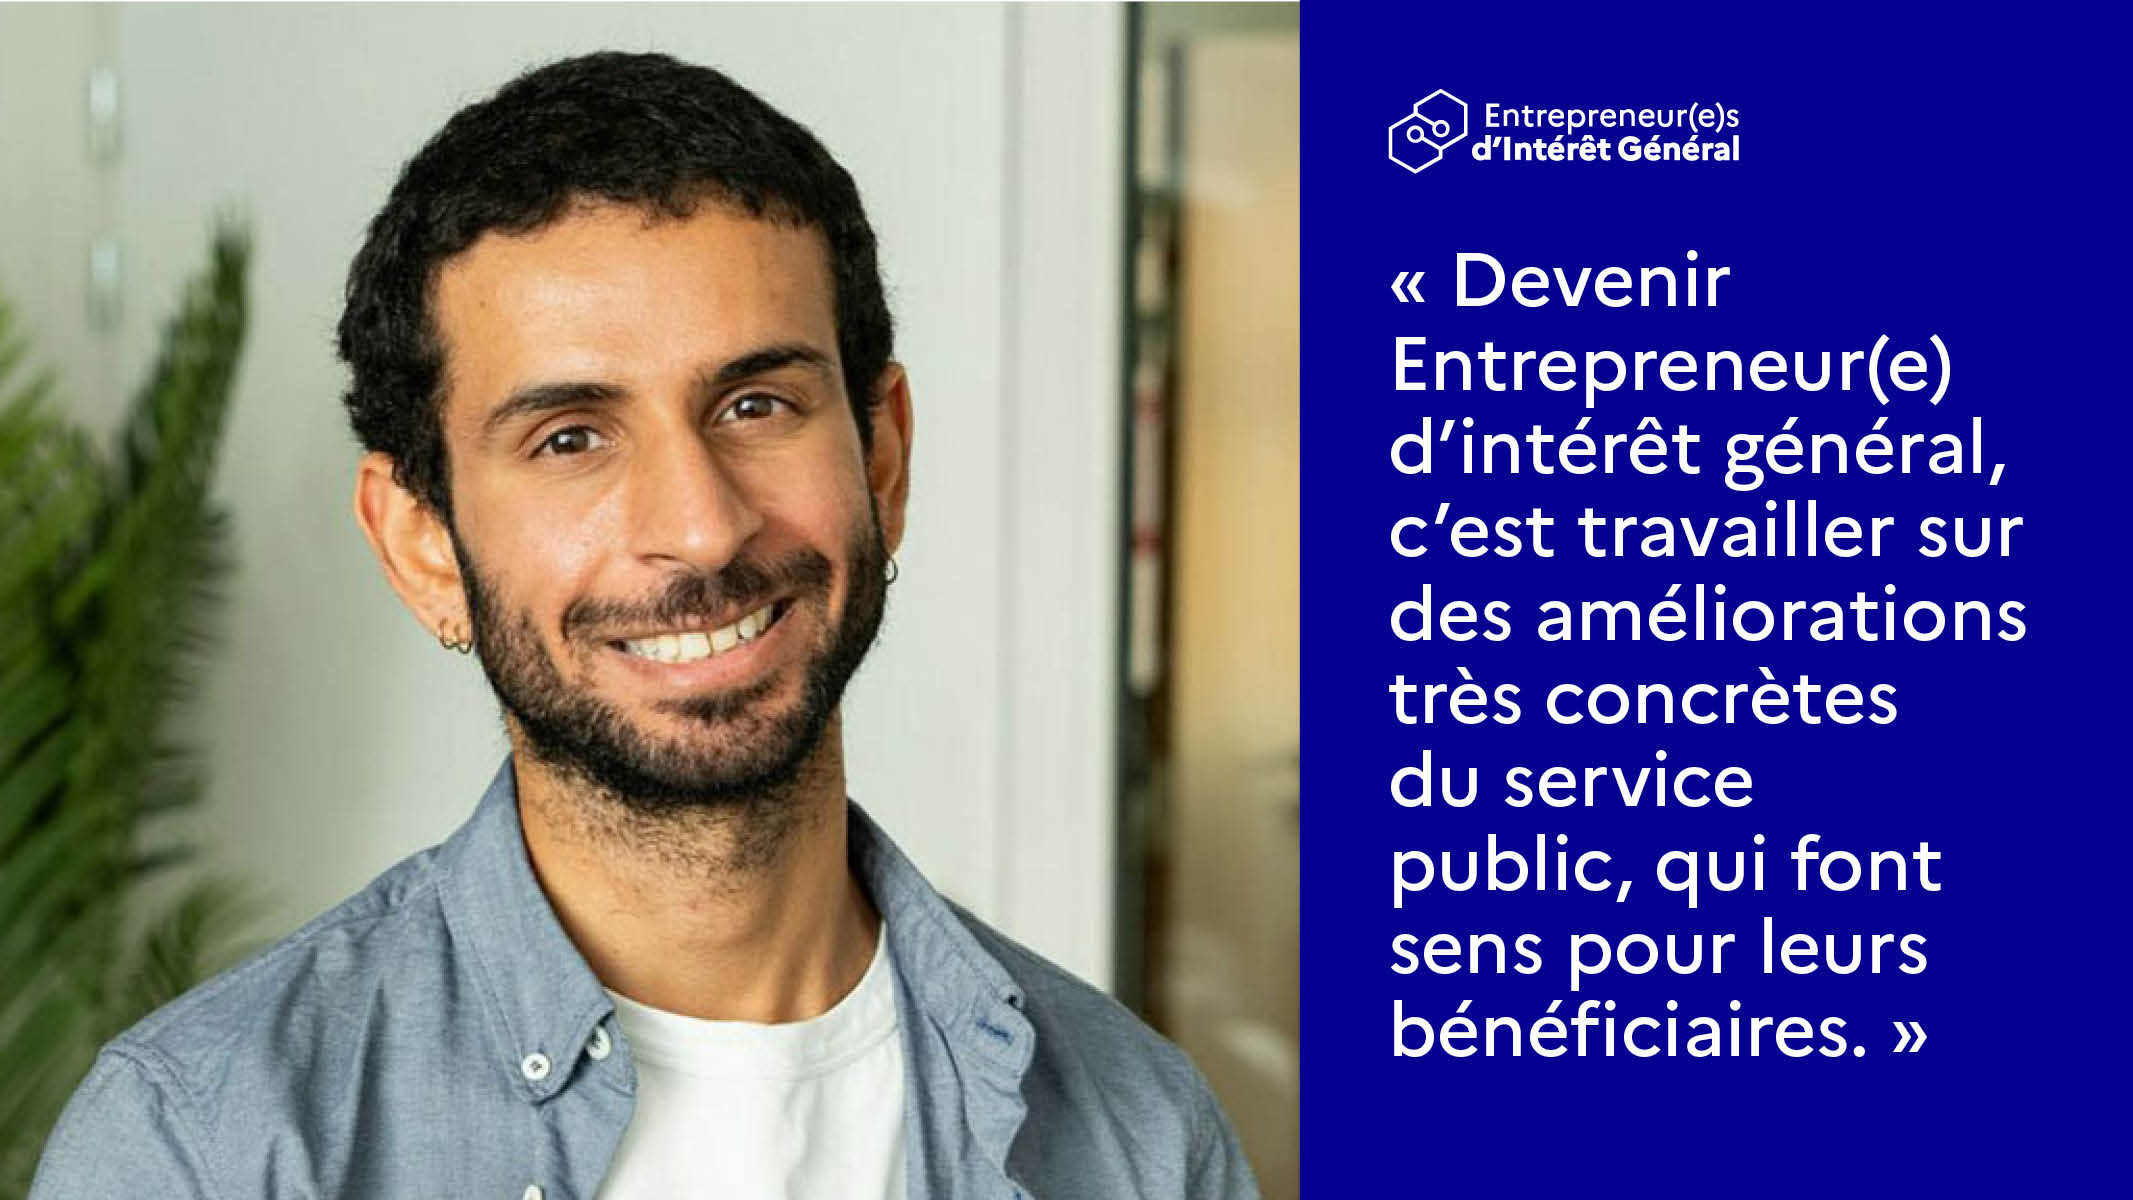 Entrepreneur(e)s
d’Intérêt Général
« Devenir
Entrepreneur(e)
d’intérêt général,
c’est travailler sur
des améliorations
très concrètes
du service
public, qui font
sens pour leurs
bénéficiaires. »